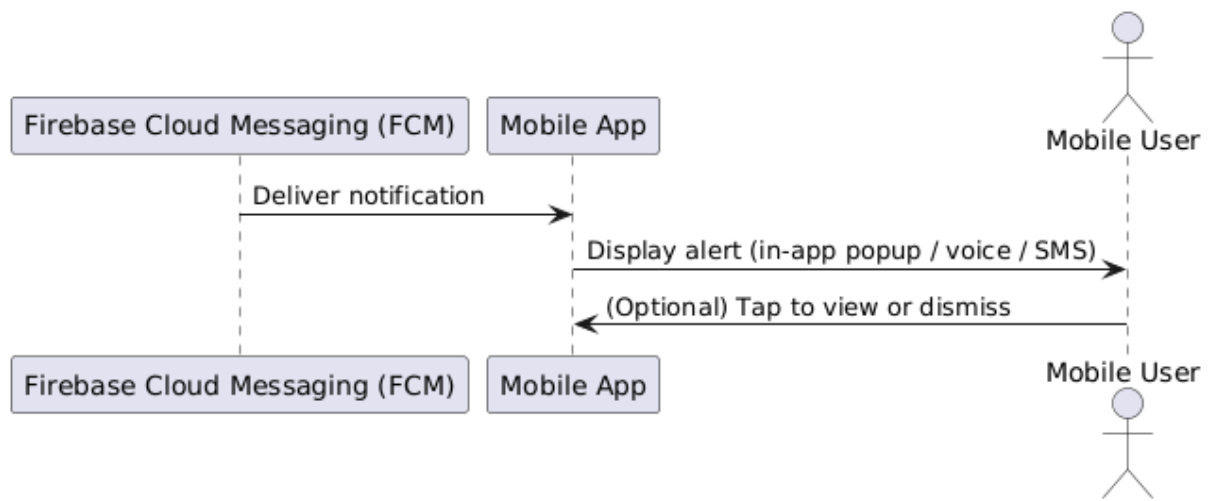 Mobile User
Firebase Cloud Messaging (FCM)
Mobile App
Deliver notification
Display alert (in-app popup / voice / SMS)
(Optional) Tap to view or dismiss
Firebase Cloud Messaging (FCM)
Mobile App
Mobile User